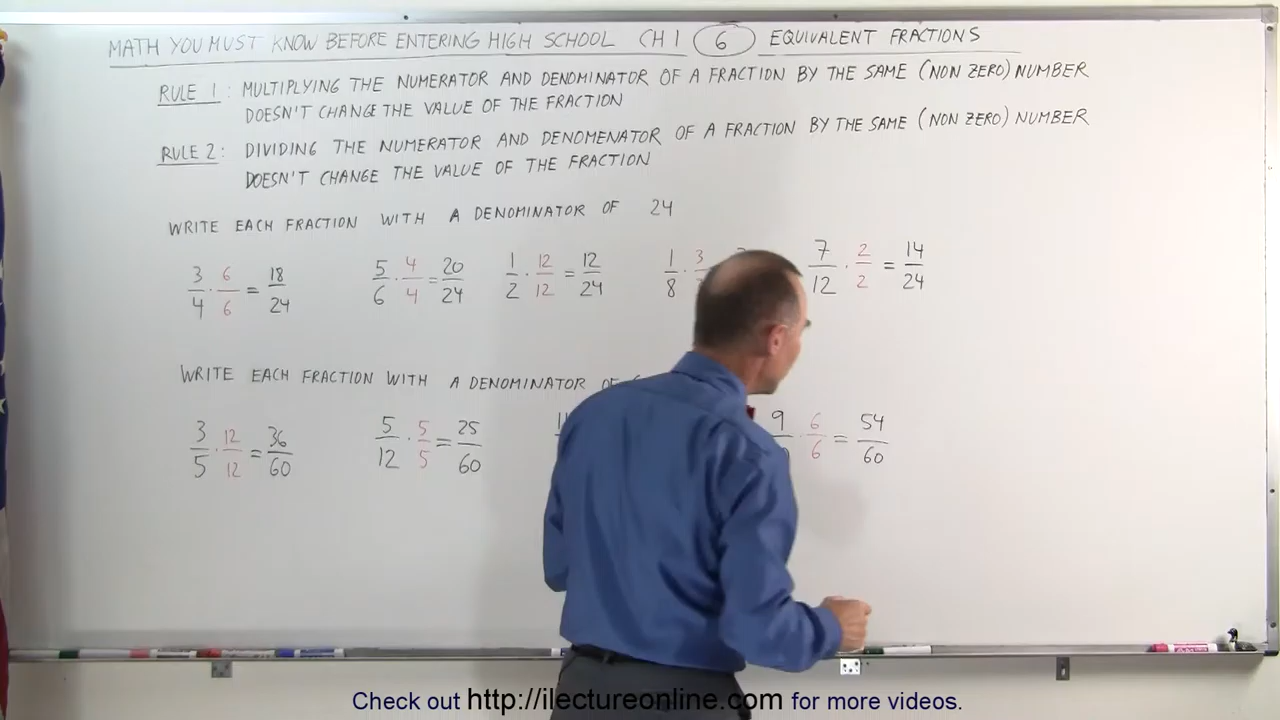 MATH YOU MUST KNOW BEFORE ENTERING HIGH SCHOOL CH 1 6 EQUIVALENT FRACTIONS
RULE 1: MULTIPLYING THE NUMERATOR AND DENOMINATOR OF A FRACTION BY THE SAME (NON ZERO) NUMBER
DOESN'T CHANGE THE VALUE OF THE FRACTION
RULE 2: DIVIDING THE NUMERATOR AND DENOMENATOR OF A FRACTION BY THE SAME (NON ZERO) NUMBER
DOESN'T CHANGE THE VALUE OF THE FRACTION
WRITE EACH FRACTION WITH A DENOMINATOR OF 24
3/4 · 6/6 = 18/24 5/6 · 4/4 = 20/24 1/2 · 12/12 = 12/24 1/8 · 3/ 7/12 · 2/2 = 14/24
WRITE EACH FRACTION WITH A DENOMINATOR OF
3/5 · 12/12 = 36/60 5/12 · 5/5 = 25/60 9/ · 6/6 = 54/60
Check out http://ilectureonline.com for more videos.